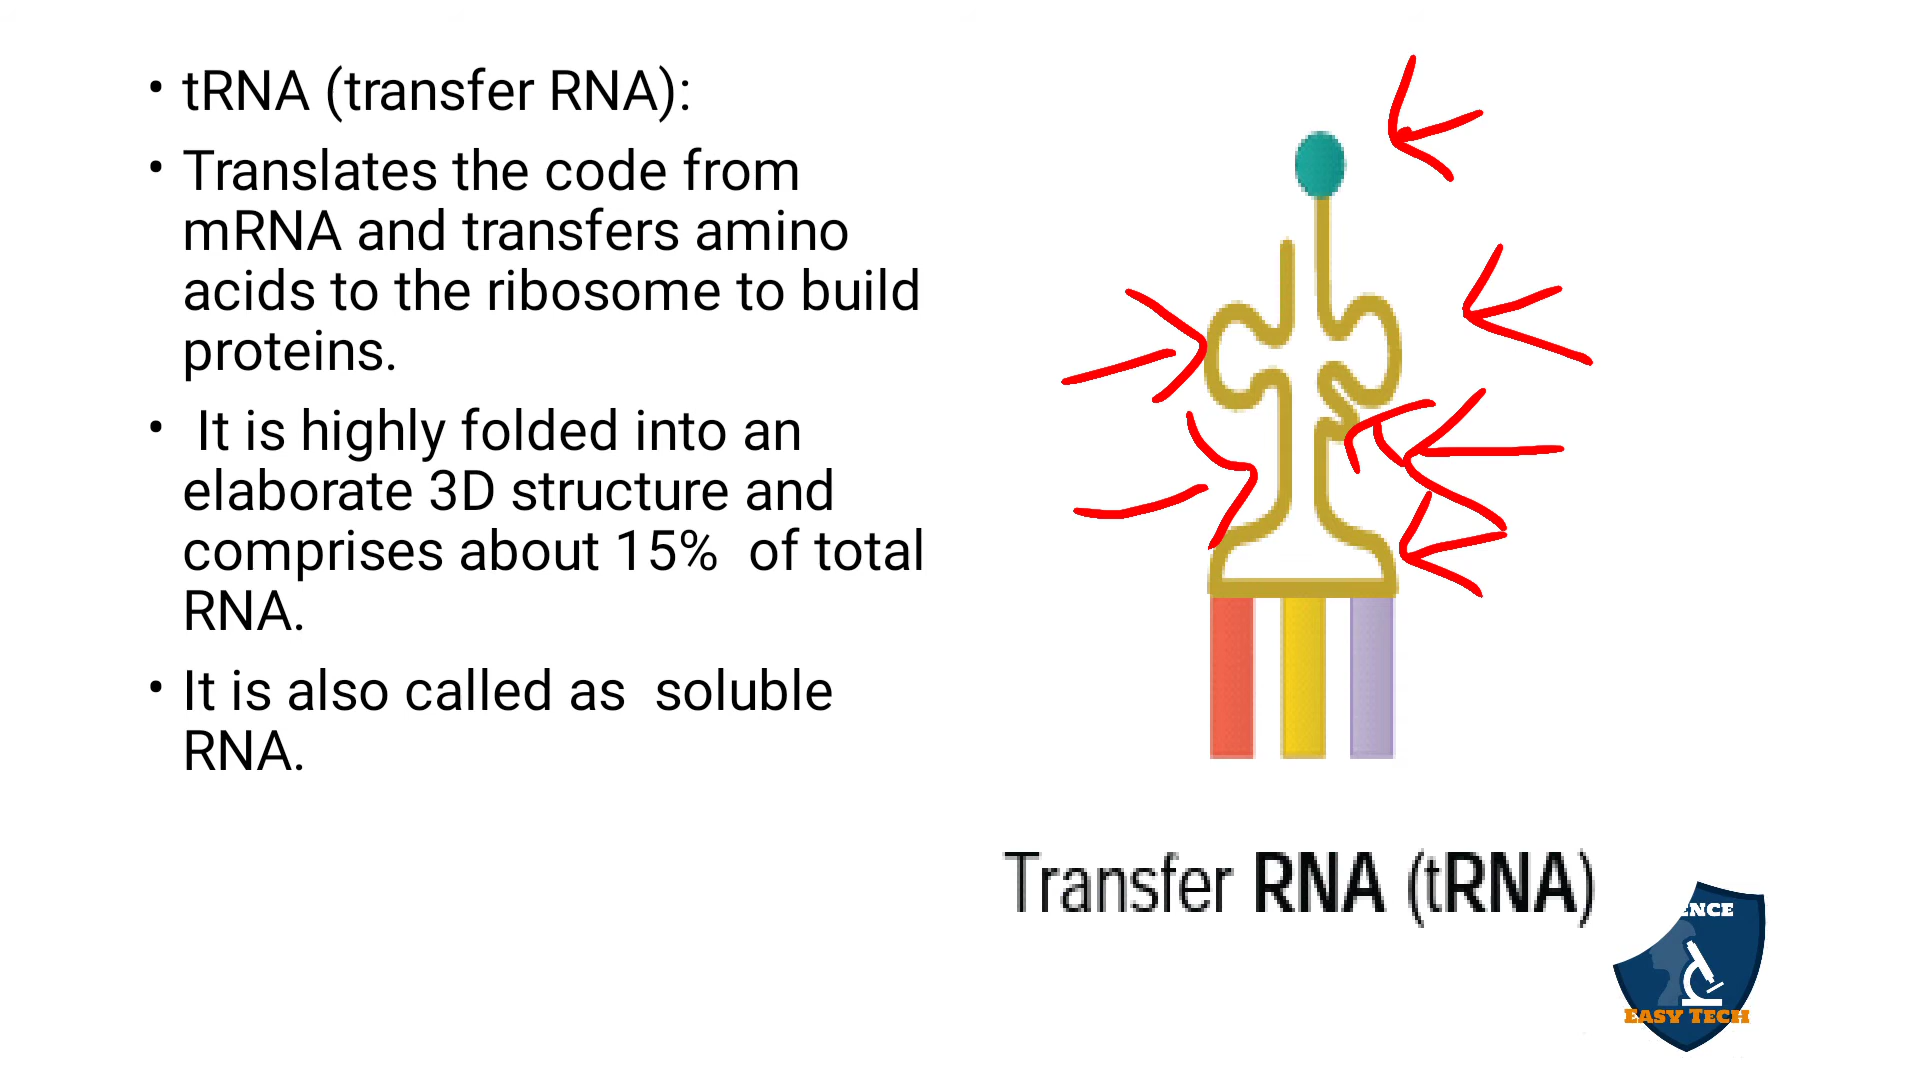 • tRNA (transfer RNA):
• Translates the code from
mRNA and transfers amino
acids to the ribosome to build
proteins.
• It is highly folded into an
elaborate 3D structure and
comprises about 15% of total
RNA.
• It is also called as soluble
RNA.
Transfer RNA (tRNA)
ENCE
EASY TECH